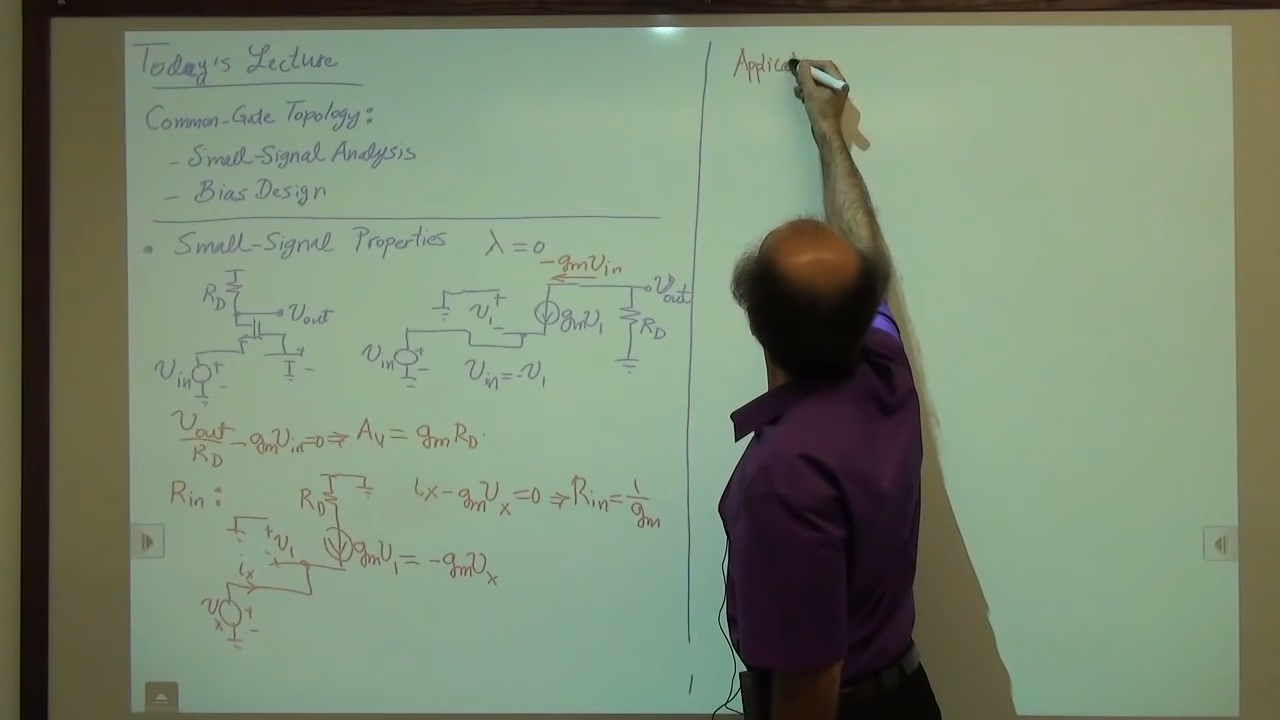 Today's Lecture
Common-Gate Topology:
- Small-Signal Analysis
- Bias Design
• Small-Signal Properties λ = 0
-gmvin
RD
vout
vin
v1
+
-
gmv1
RD
vout
vin
+
-
vin = -v1
vout/RD - gmvin = 0 ⇒ Av = gmRD.
Rin:
RD
ix - gmvx = 0 ⇒ Rin = 1/gm
+
v1
-
gmv1 = -gmvx
ix
vx
+
-
Applica